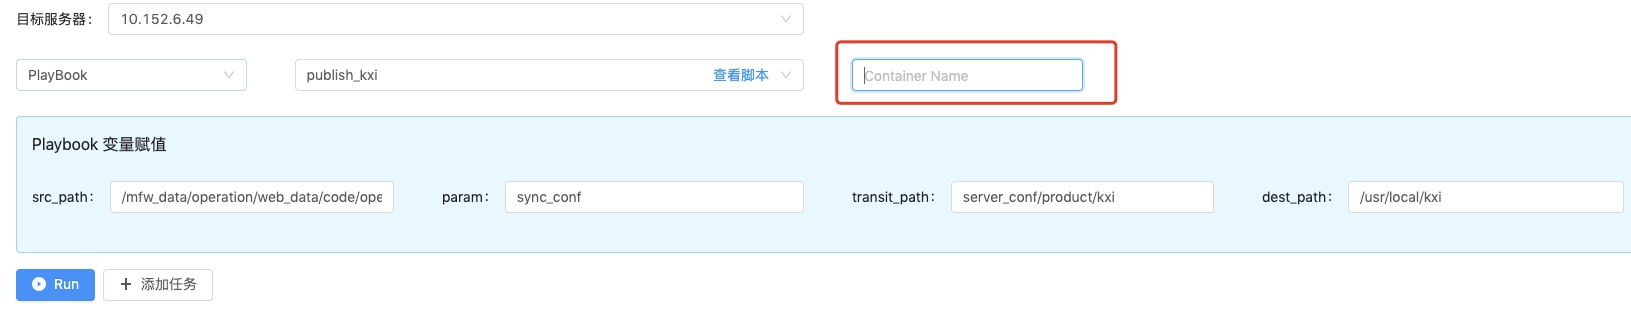 目标服务器： 10.152.6.49
PlayBook publish_kxi 查看脚本 Container Name
Playbook 变量赋值
src_path： /mfw_data/operation/web_data/code/ope param： sync_conf transit_path： server_conf/product/kxi dest_path： /usr/local/kxi
Run + 添加任务